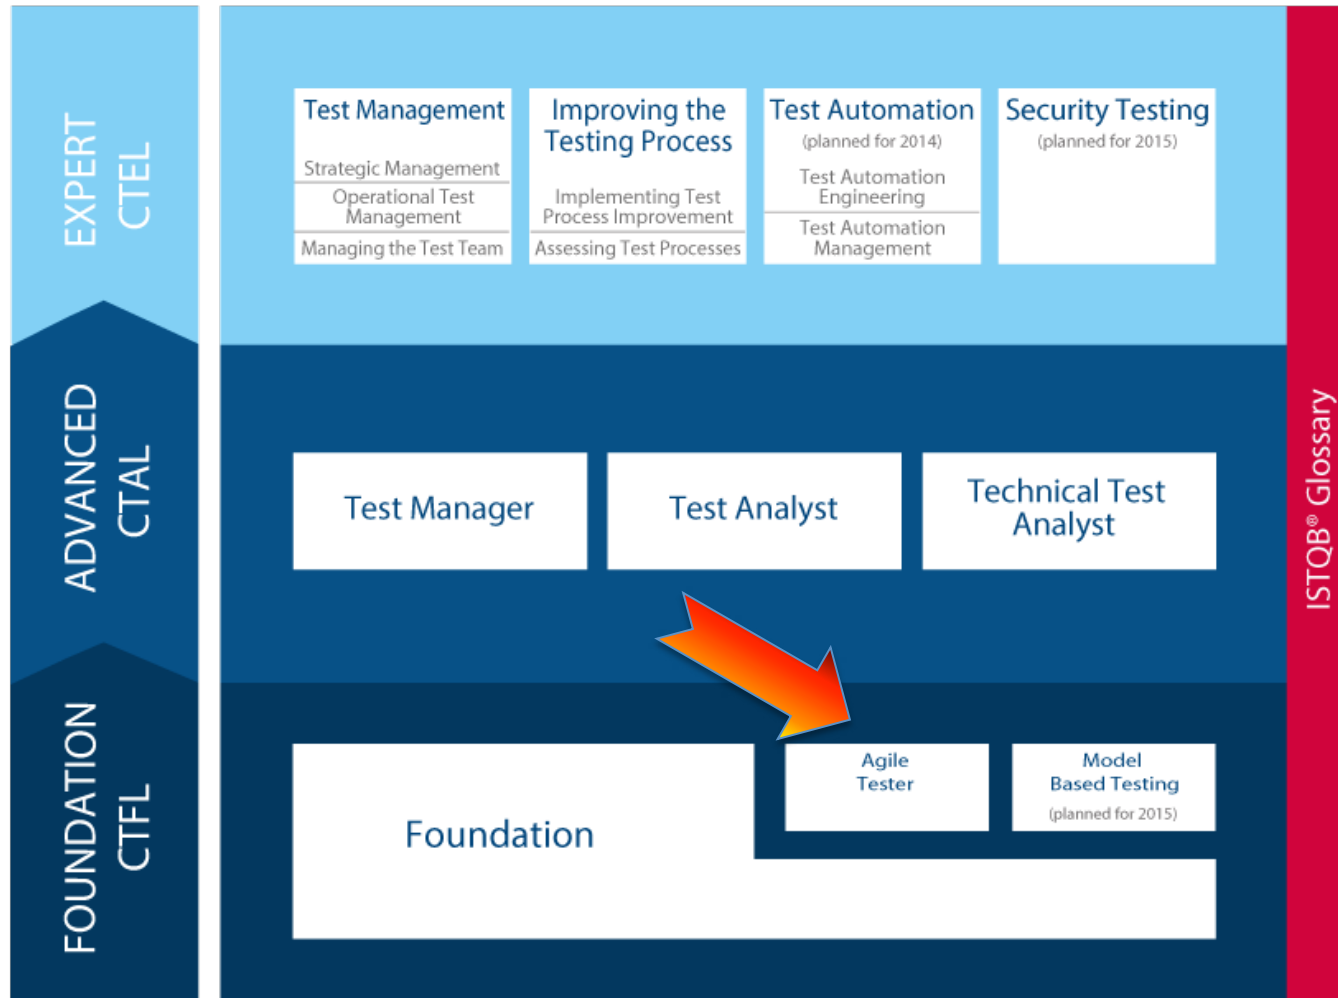 EXPERT
CTEL
Test Management
Strategic Management
Operational Test
Management
Managing the Test Team
Improving the
Testing Process
Implementing Test
Process Improvement
Assessing Test Processes
Test Automation
(planned for 2014)
Test Automation
Engineering
Test Automation
Management
Security Testing
(planned for 2015)
ADVANCED
CTAL
Test Manager
Test Analyst
Technical Test
Analyst
FOUNDATION
CTFL
Foundation
Agile
Tester
Model
Based Testing
(planned for 2015)
ISTQB® Glossary